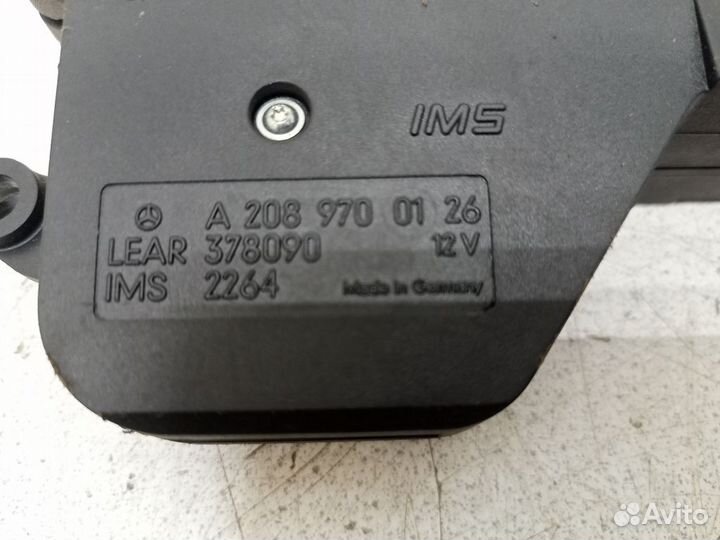 IMS
A 208 970 01 26
LEAR 378090 12 V
IMS 2264 Made in Germany
Avito